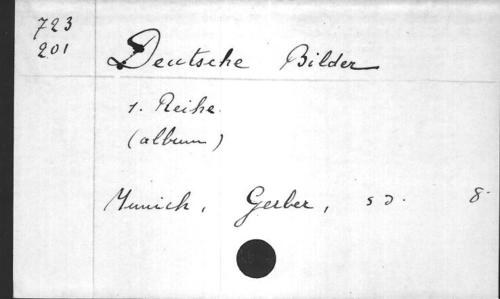 723
201
Deutsche Bilder
1. Reihe.
(album)
Munich, Gerber, s d. 8.